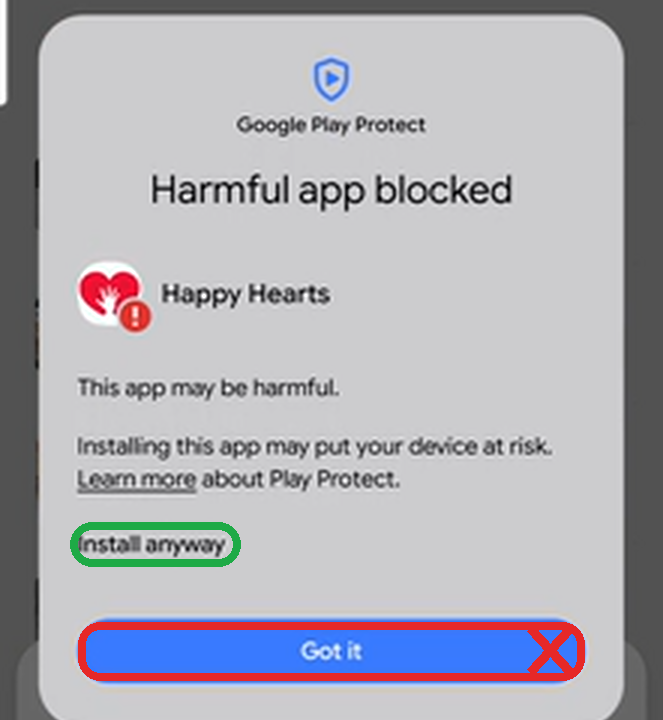 Google Play Protect
Harmful app blocked
Happy Hearts
This app may be harmful.
Installing this app may put your device at risk.
Learn more about Play Protect.
Install anyway
Got it